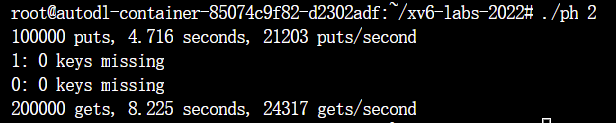 root@autodl-container-85074c9f82-d2302adf:~/xv6-labs-2022# ./ph 2
100000 puts, 4.716 seconds, 21203 puts/second
1: 0 keys missing
0: 0 keys missing
200000 gets, 8.225 seconds, 24317 gets/second